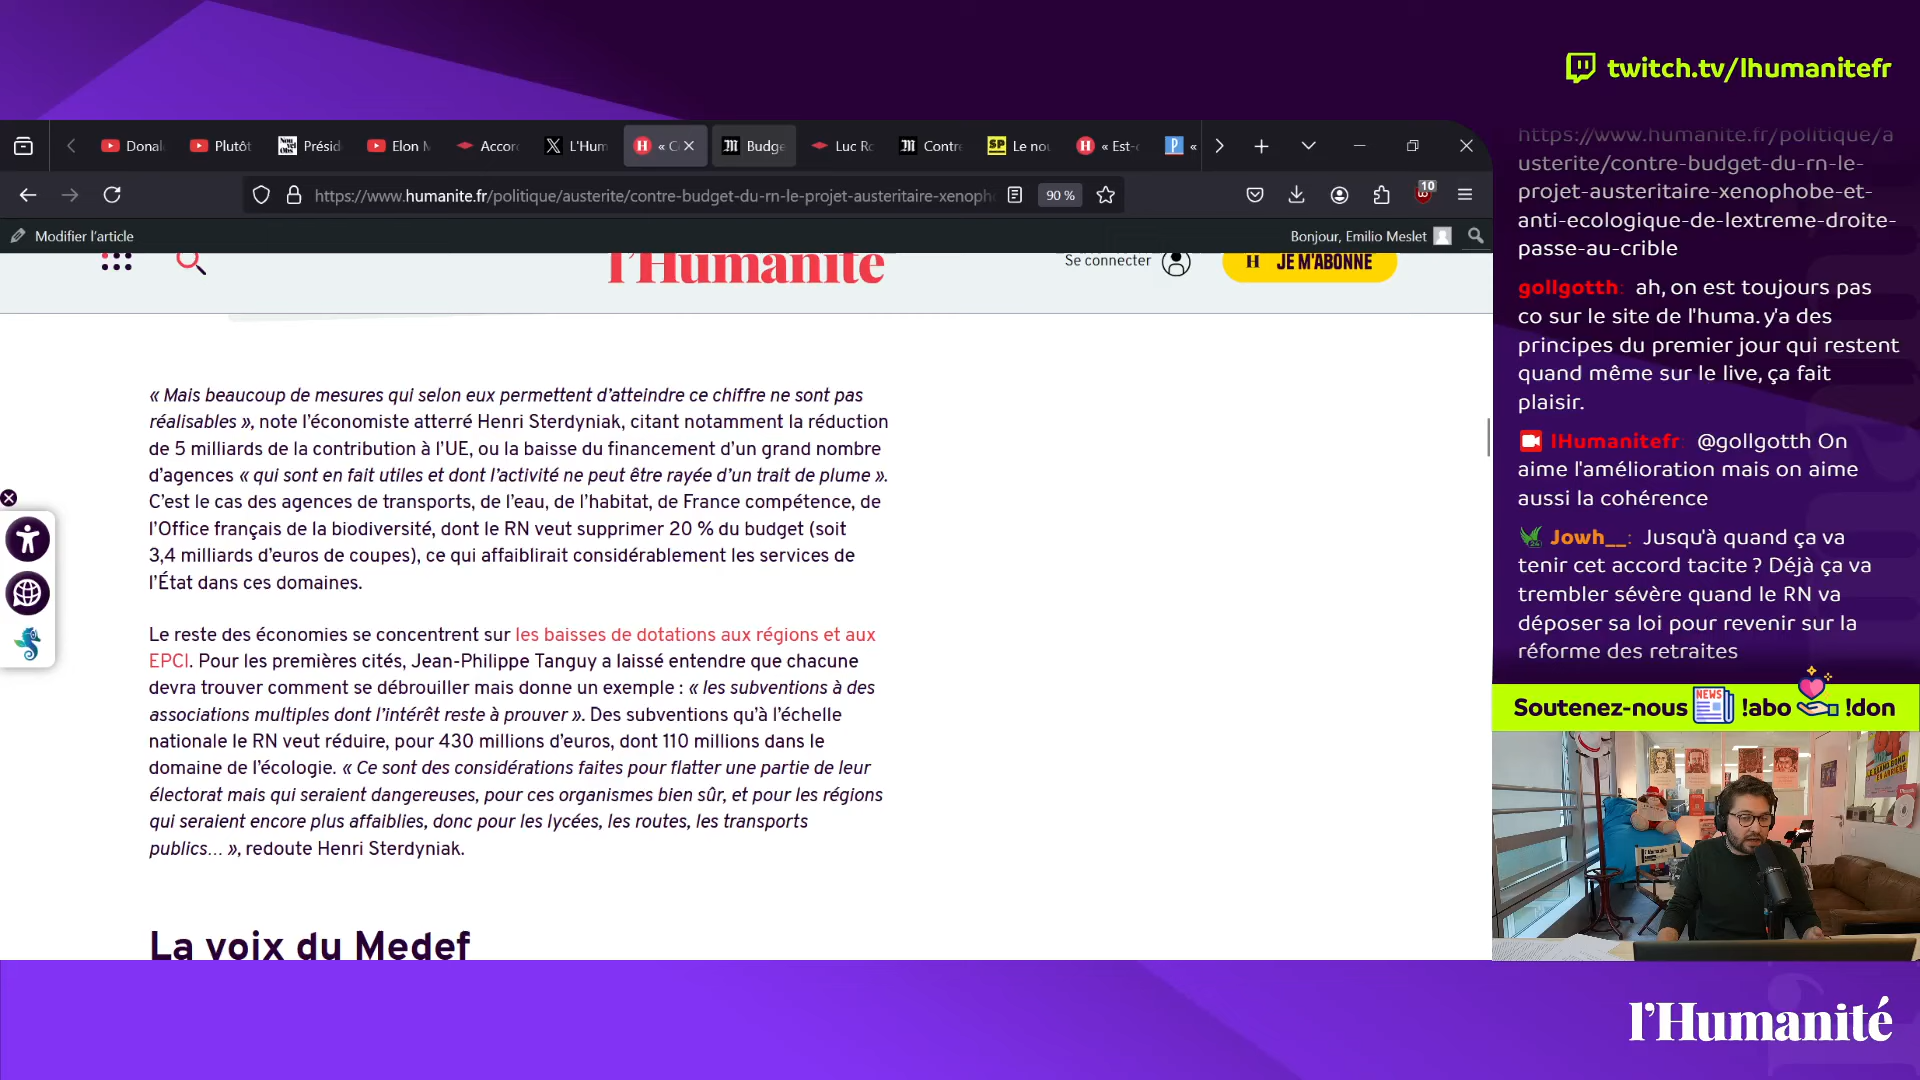 twitch.tv/lhumanitefr
Donal
Plutôt
Présid
Elon M
Accord
L'Hum
« C
Budge
Luc Ro
Contre
SP
Le nou
« Est-c
«
https://www.humanite.fr/politique/austerite/contre-budget-du-rn-le-projet-austeritaire-xenoph
90 %
10
Modifier l'article
Bonjour, Emilio Meslet
l'Humanité
Se connecter
H JE M'ABONNE
« Mais beaucoup de mesures qui selon eux permettent d'atteindre ce chiffre ne sont pas
réalisables », note l'économiste atterré Henri Sterdyniak, citant notamment la réduction
de 5 milliards de la contribution à l'UE, ou la baisse du financement d'un grand nombre
d'agences « qui sont en fait utiles et dont l'activité ne peut être rayée d'un trait de plume ».
C'est le cas des agences de transports, de l'eau, de l'habitat, de France compétence, de
l'Office français de la biodiversité, dont le RN veut supprimer 20 % du budget (soit
3,4 milliards d'euros de coupes), ce qui affaiblirait considérablement les services de
l'État dans ces domaines.
Le reste des économies se concentrent sur les baisses de dotations aux régions et aux
EPCI. Pour les premières cités, Jean-Philippe Tanguy a laissé entendre que chacune
devra trouver comment se débrouiller mais donne un exemple : « les subventions à des
associations multiples dont l'intérêt reste à prouver ». Des subventions qu'à l'échelle
nationale le RN veut réduire, pour 430 millions d'euros, dont 110 millions dans le
domaine de l'écologie. « Ce sont des considérations faites pour flatter une partie de leur
électorat mais qui seraient dangereuses, pour ces organismes bien sûr, et pour les régions
qui seraient encore plus affaiblies, donc pour les lycées, les routes, les transports
publics… », redoute Henri Sterdyniak.
La voix du Medef
https://www.humanite.fr/politique/a
usterite/contre-budget-du-rn-le-
projet-austeritaire-xenophobe-et-
anti-ecologique-de-lextreme-droite-
passe-au-crible
gollgotth: ah, on est toujours pas
co sur le site de l'huma. y'a des
principes du premier jour qui restent
quand même sur le live, ça fait
plaisir.
lHumanitefr: @gollgotth On
aime l'amélioration mais on aime
aussi la cohérence
Jowh__: Jusqu'à quand ça va
tenir cet accord tacite ? Déjà ça va
trembler sévère quand le RN va
déposer sa loi pour revenir sur la
réforme des retraites
Soutenez-nous NEWS !abo !don
l'Humanité